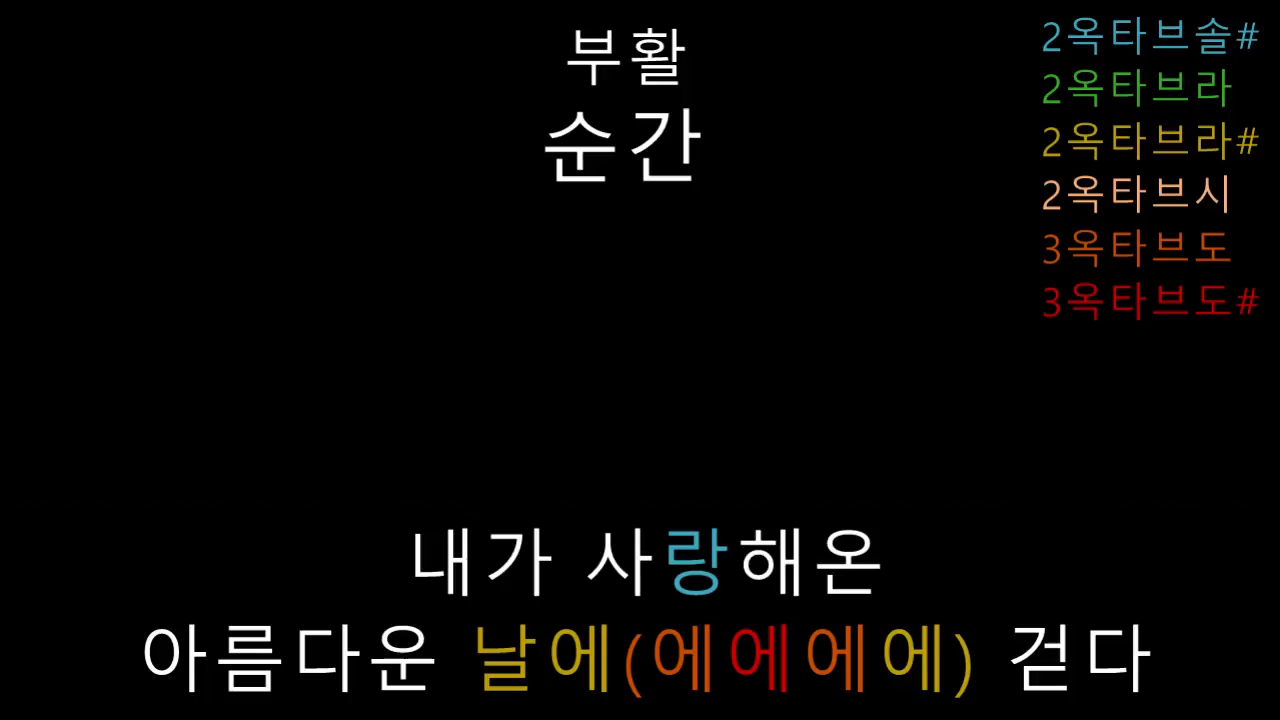 부활
순간
2옥타브솔#
2옥타브라
2옥타브라#
2옥타브시
3옥타브도
3옥타브도#
내가 사랑해온
아름다운 날에(에에에에) 걷다